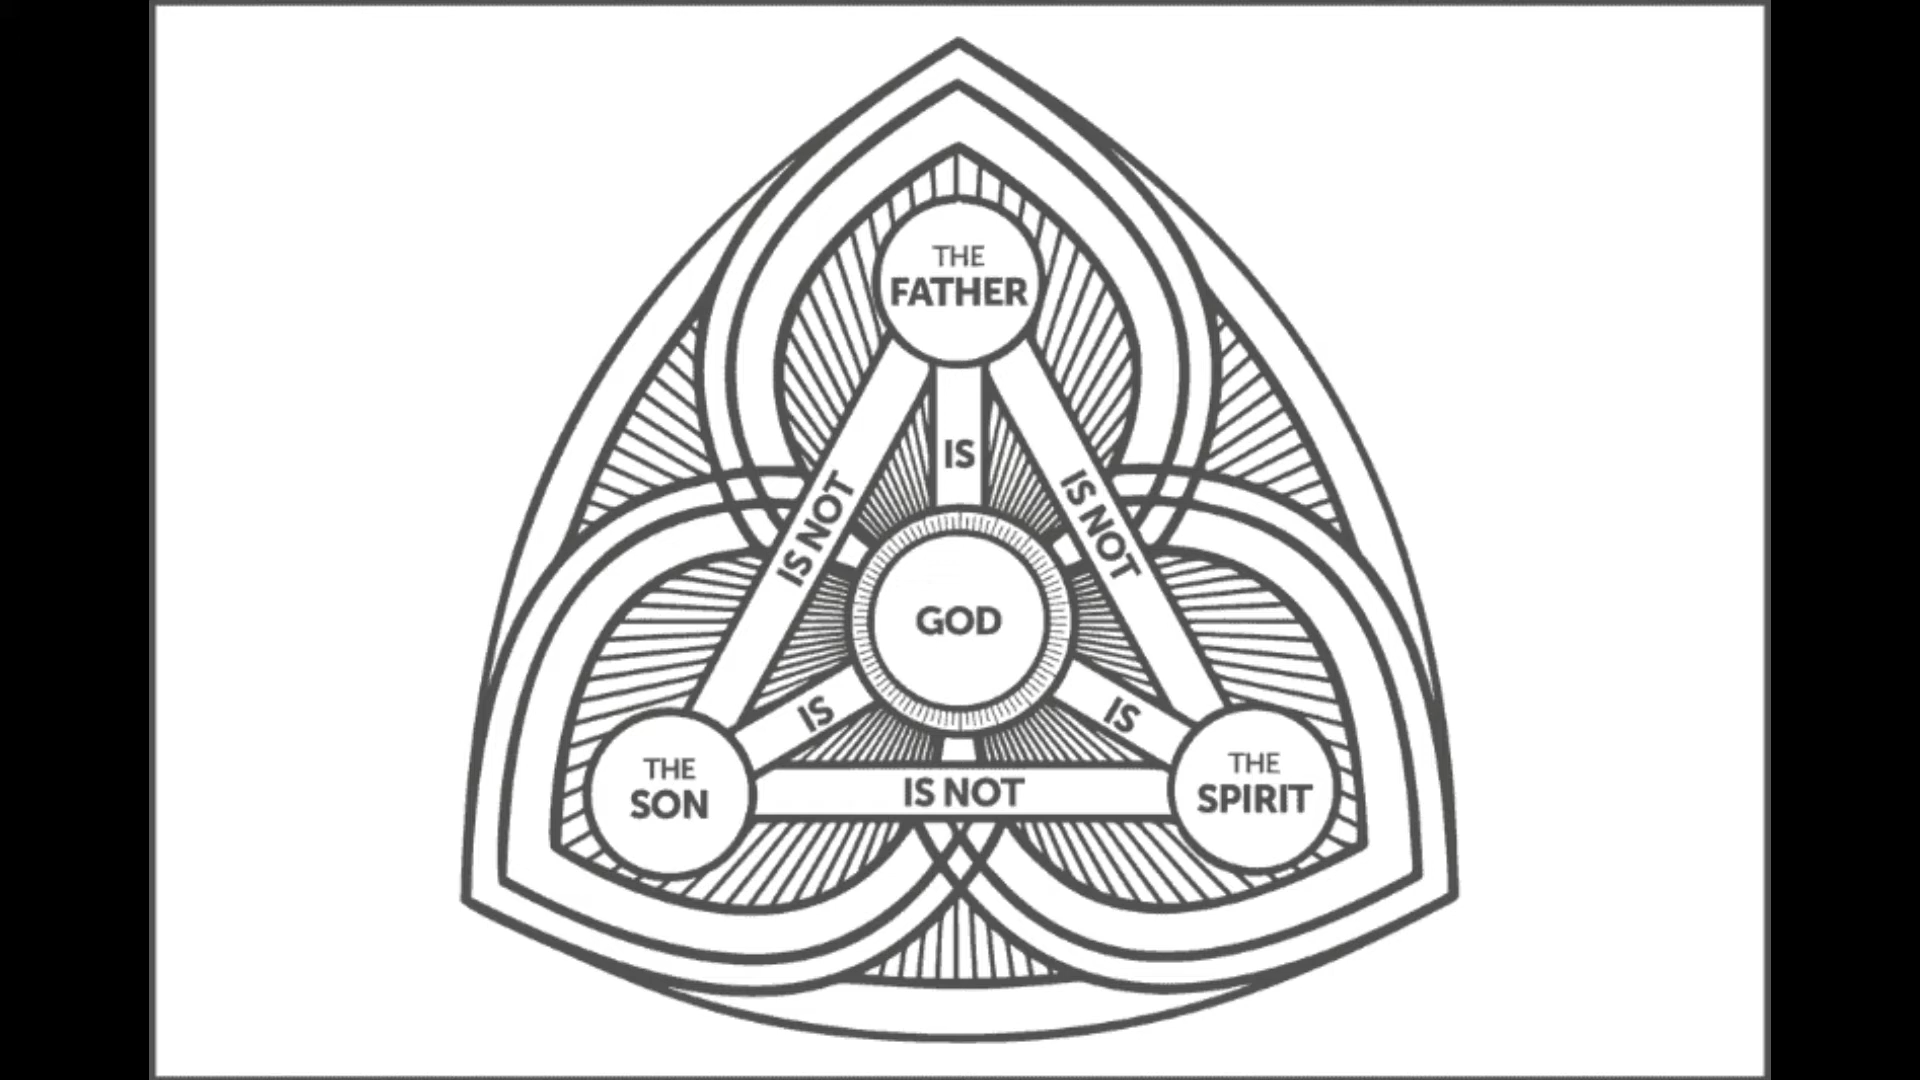 THE
FATHER
IS
IS NOT
IS NOT
GOD
IS
IS
THE
SON
IS NOT
THE
SPIRIT